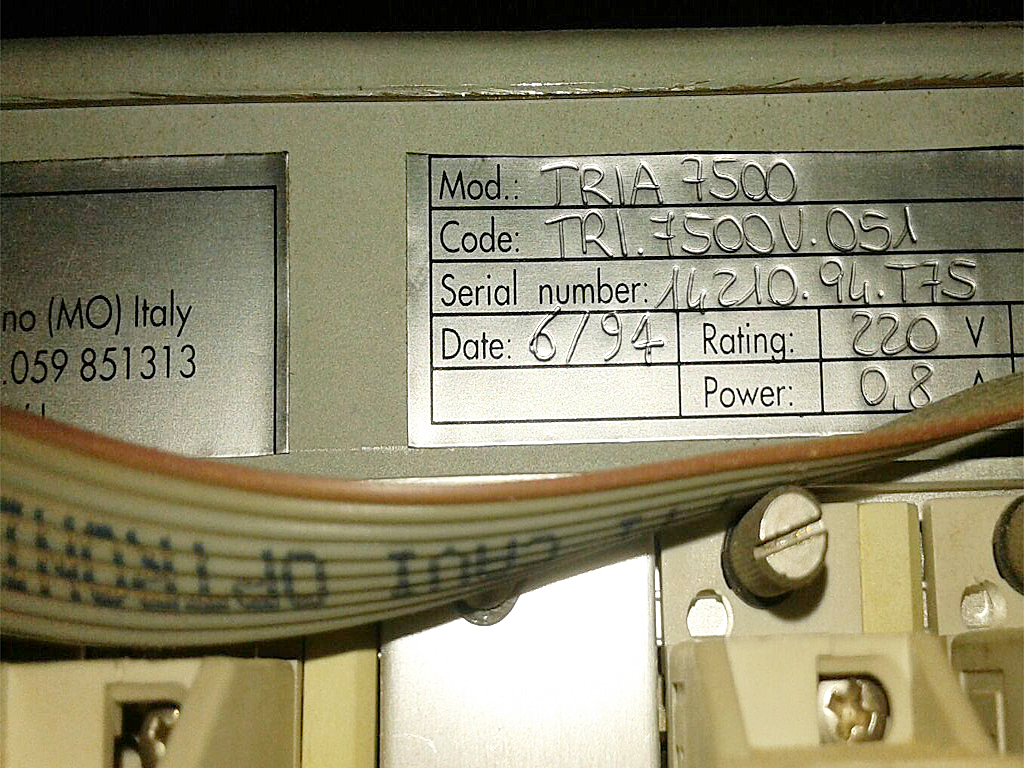 no (MO) Italy
.059 851313
Mod.: TRIA 7500
Code: TRI.7500V.051
Serial number: 14210.94.T7S
Date: 6/94 Rating: 220 V
Power: 0,8 A